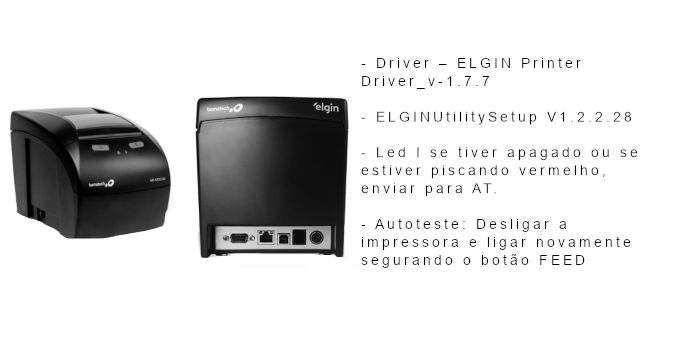 bematech
bematech
elgin
- Driver – ELGIN Printer
Driver_v-1.7.7
- ELGINUtilitySetup V1.2.2.28
- Led I se tiver apagado ou se
estiver piscando vermelho,
enviar para AT.
- Autoteste: Desligar a
impressora e ligar novamente
segurando o botão FEED